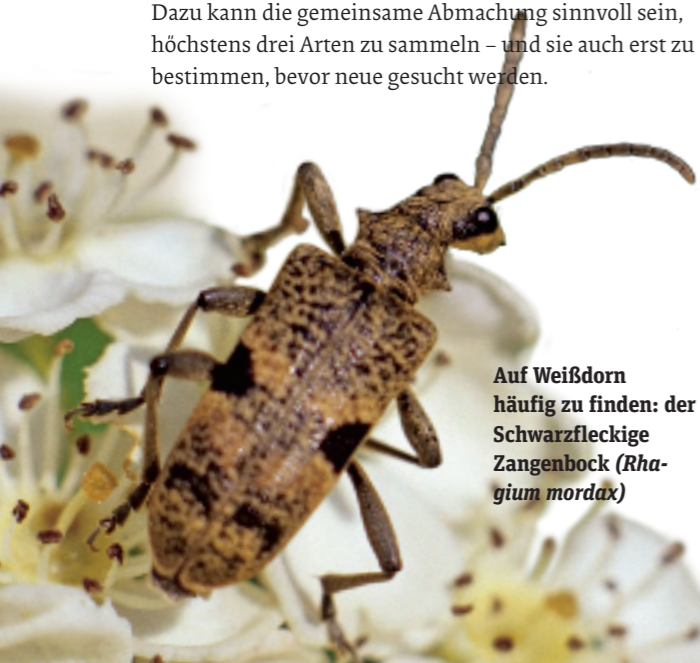 Dazu kann die gemeinsame Abmachung sinnvoll sein,
höchstens drei Arten zu sammeln – und sie auch erst zu
bestimmen, bevor neue gesucht werden.
Auf Weißdorn
häufig zu finden: der
Schwarzfleckige
Zangenbock (Rha-
gium mordax)